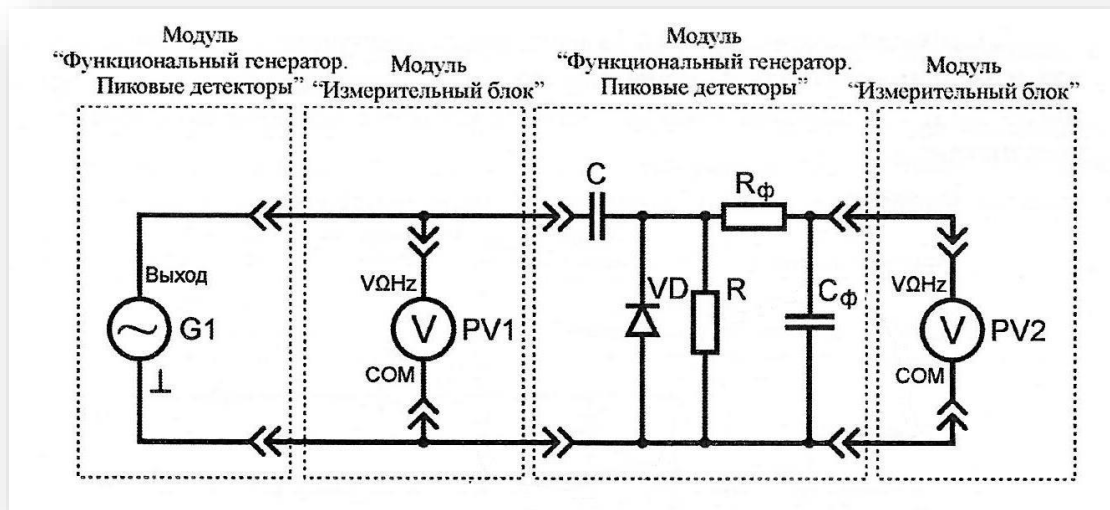 Модуль
“Функциональный генератор.
Пиковые детекторы”
Модуль
“Измерительный блок”
Модуль
“Функциональный генератор.
Пиковые детекторы”
Модуль
“Измерительный блок”
Выход
G1
⊥
VΩHz
V
PV1
COM
C
VD
R
Rф
Cф
VΩHz
V
PV2
COM